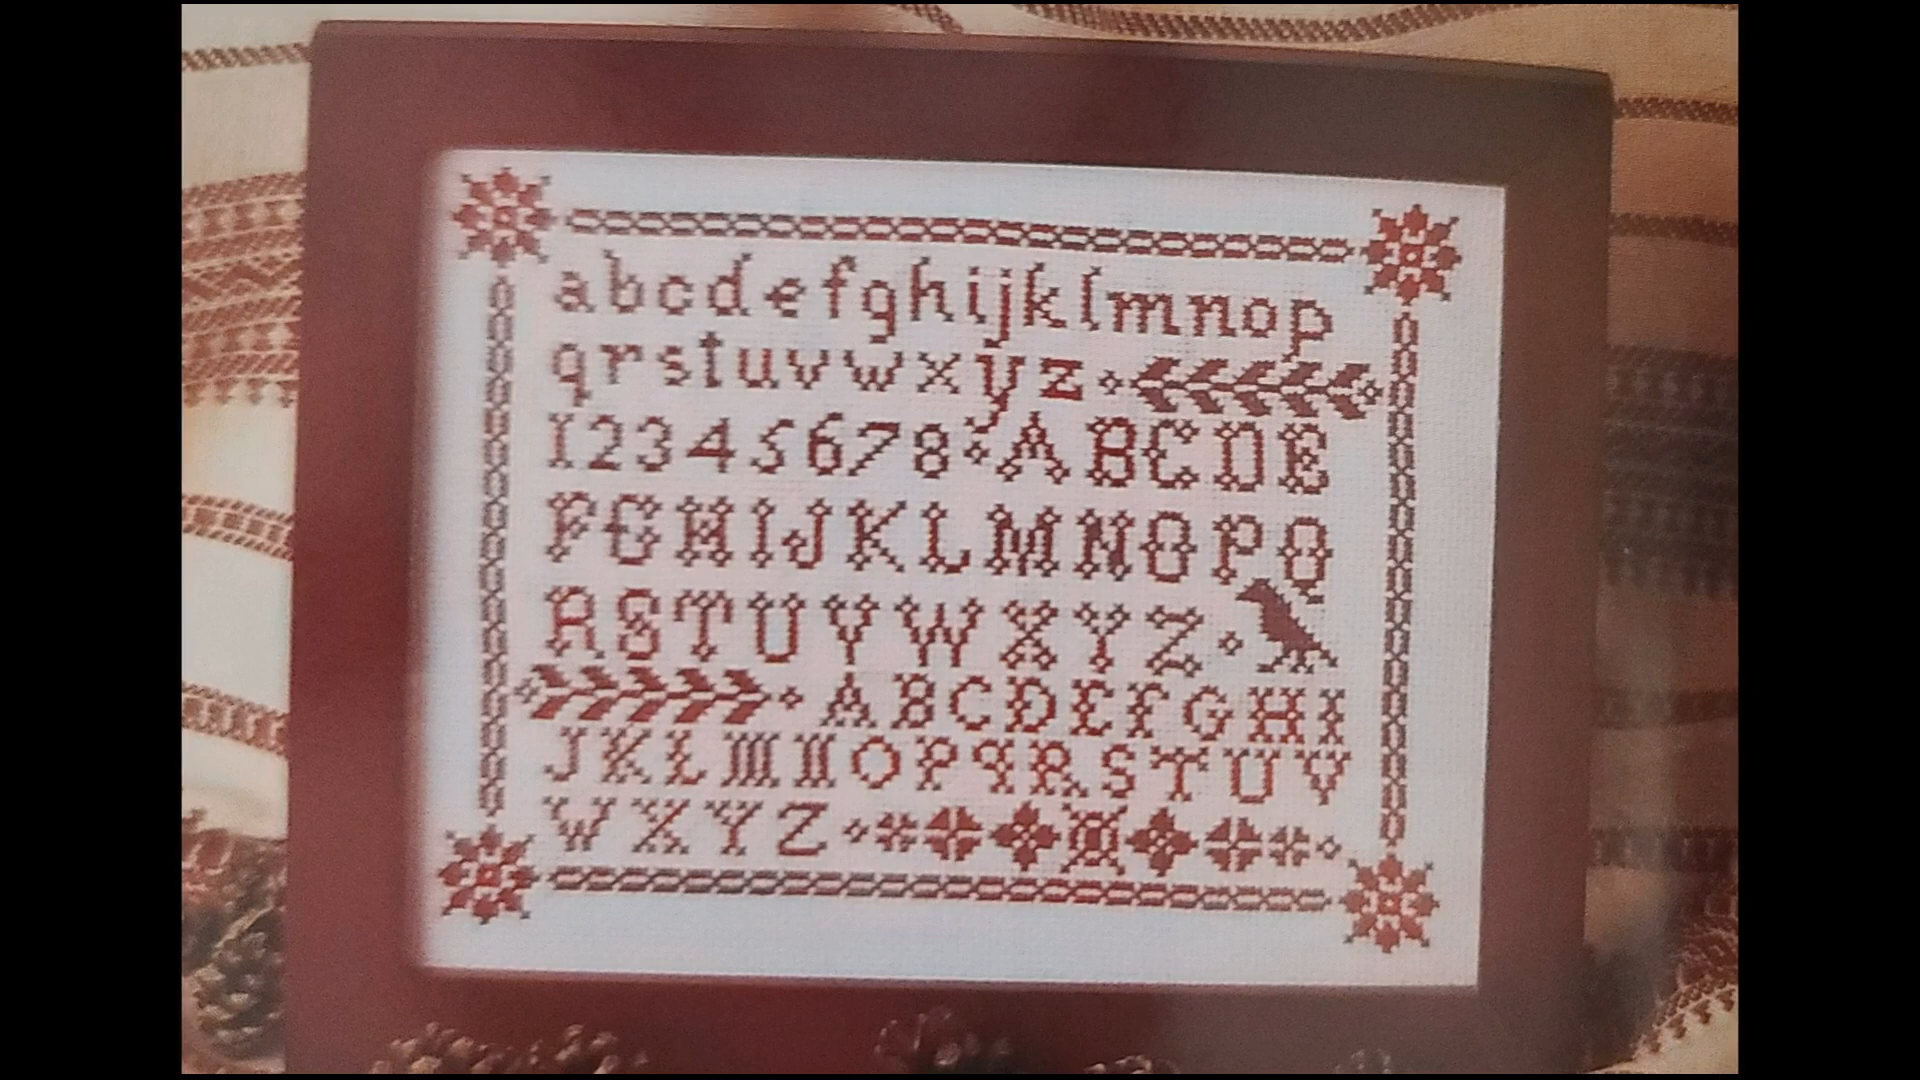 abcdefghijklmnop
qrstuvwxyz
12345678 ABCDE
FGHIJKLMNOPQ
RSTUVWXYZ
ABCDEFGHI
JKLMNOPQRSTUV
WXYZ